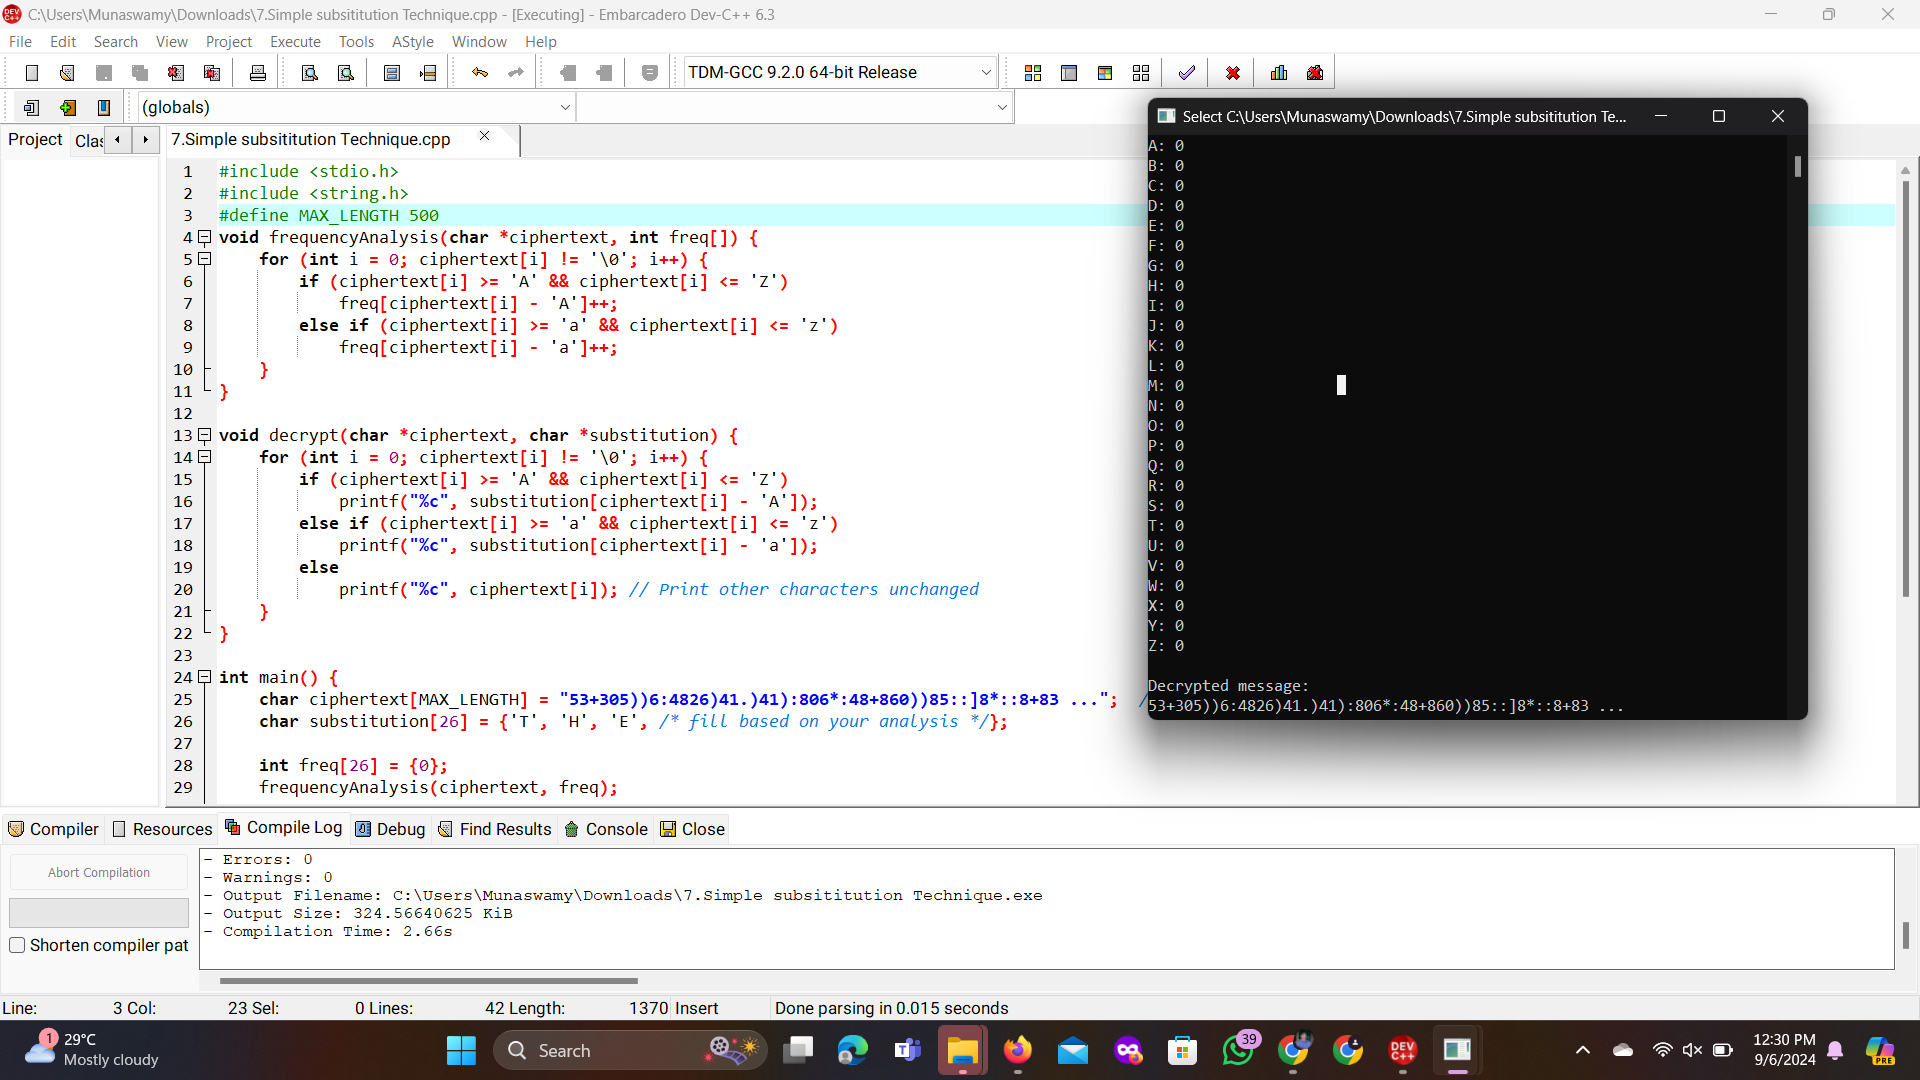 C:\Users\Munaswamy\Downloads\7.Simple subsititution Technique.cpp - [Executing] - Embarcadero Dev-C++ 6.3
File Edit Search View Project Execute Tools AStyle Window Help
TDM-GCC 9.2.0 64-bit Release
(globals)
Project Clas
7.Simple subsititution Technique.cpp
1 #include <stdio.h>
2 #include <string.h>
3 #define MAX_LENGTH 500
4 void frequencyAnalysis(char *ciphertext, int freq[]) {
5 for (int i = 0; ciphertext[i] != '\0'; i++) {
6 if (ciphertext[i] >= 'A' && ciphertext[i] <= 'Z')
7 freq[ciphertext[i] - 'A']++;
8 else if (ciphertext[i] >= 'a' && ciphertext[i] <= 'z')
9 freq[ciphertext[i] - 'a']++;
10 }
11 }
12
13 void decrypt(char *ciphertext, char *substitution) {
14 for (int i = 0; ciphertext[i] != '\0'; i++) {
15 if (ciphertext[i] >= 'A' && ciphertext[i] <= 'Z')
16 printf("%c", substitution[ciphertext[i] - 'A']);
17 else if (ciphertext[i] >= 'a' && ciphertext[i] <= 'z')
18 printf("%c", substitution[ciphertext[i] - 'a']);
19 else
20 printf("%c", ciphertext[i]); // Print other characters unchanged
21 }
22 }
23
24 int main() {
25 char ciphertext[MAX_LENGTH] = "53+305))6:4826)41.)41):806*:48+860))85::]8*::8+83 ..."; /
26 char substitution[26] = {'T', 'H', 'E', /* fill based on your analysis */};
27
28 int freq[26] = {0};
29 frequencyAnalysis(ciphertext, freq);
Select C:\Users\Munaswamy\Downloads\7.Simple subsititution Te...
A: 0
B: 0
C: 0
D: 0
E: 0
F: 0
G: 0
H: 0
I: 0
J: 0
K: 0
L: 0
M: 0
N: 0
O: 0
P: 0
Q: 0
R: 0
S: 0
T: 0
U: 0
V: 0
W: 0
X: 0
Y: 0
Z: 0
Decrypted message:
53+305))6:4826)41.)41):806*:48+860))85::]8*::8+83 ...
Compiler Resources Compile Log Debug Find Results Console Close
Abort Compilation
Shorten compiler pat
- Errors: 0
- Warnings: 0
- Output Filename: C:\Users\Munaswamy\Downloads\7.Simple subsititution Technique.exe
- Output Size: 324.56640625 KiB
- Compilation Time: 2.66s
Line: 3 Col: 23 Sel: 0 Lines: 42 Length: 1370 Insert Done parsing in 0.015 seconds
1
29°C
Mostly cloudy
Search
39
DEV C++
PRE
12:30 PM
9/6/2024